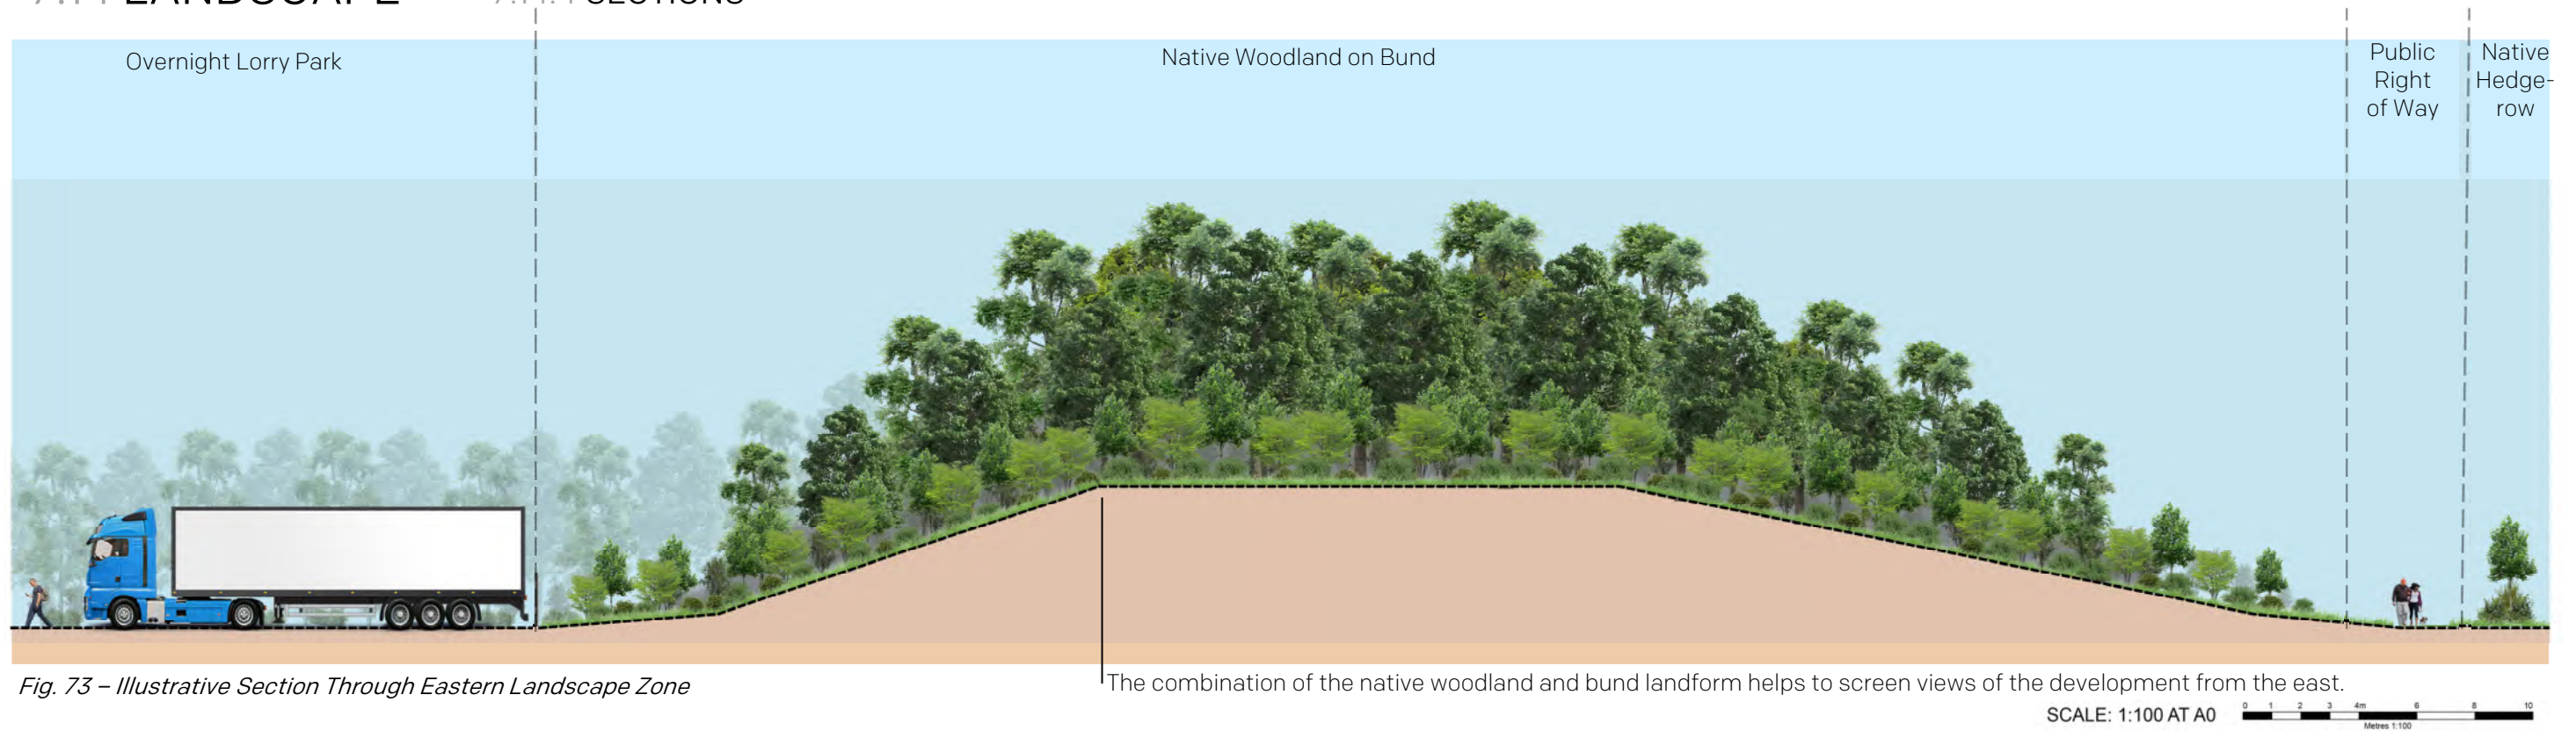 LANDSCAPE
SECTIONS
Overnight Lorry Park
Native Woodland on Bund
Public
Right
of Way
Native
Hedge-
row
Fig. 73 – Illustrative Section Through Eastern Landscape Zone
The combination of the native woodland and bund landform helps to screen views of the development from the east.
SCALE: 1:100 AT A0
0 1 2 3 4m 6 8 10
Metres 1:100